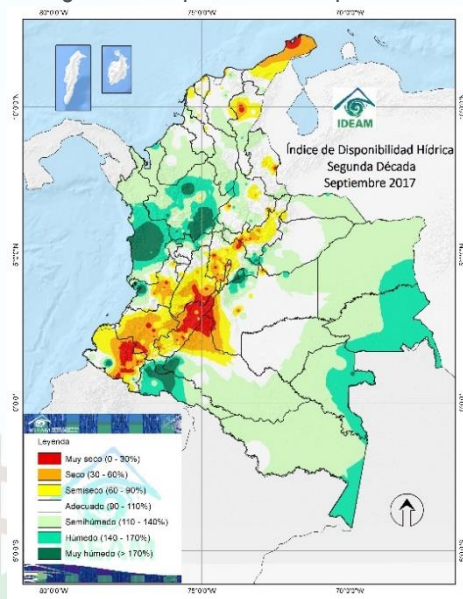 80°0'0"W 75°0'0"W 70°0'0"W
IDEAM
Índice de Disponibilidad Hídrica
Segunda Década
Septiembre 2017
Leyenda
Muy seco (0 - 30%)
Seco (30 - 60%)
Semiseco (60 - 90%)
Adecuado (90 - 110%)
Semihúmedo (110 - 140%)
Húmedo (140 - 170%)
Muy húmedo (> 170%)
80°0'0"W 75°0'0"W 70°0'0"W